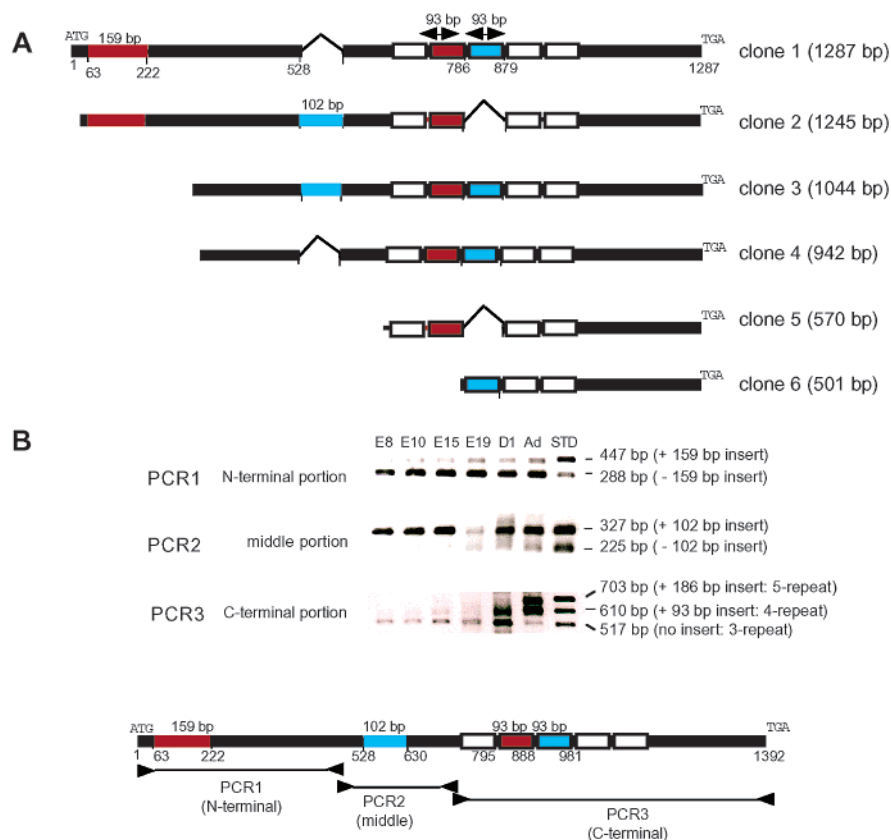 A
93 bp 93 bp
ATG 159 bp TGA
clone 1 (1287 bp)
1 63 222 528 786 879 1287
102 bp TGA
clone 2 (1245 bp)
TGA
clone 3 (1044 bp)
TGA
clone 4 (942 bp)
TGA
clone 5 (570 bp)
TGA
clone 6 (501 bp)
B
E8 E10 E15 E19 D1 Ad STD
447 bp (+ 159 bp insert)
PCR1 N-terminal portion 288 bp (- 159 bp insert)
327 bp (+ 102 bp insert)
PCR2 middle portion 225 bp (- 102 bp insert)
703 bp (+ 186 bp insert: 5-repeat)
PCR3 C-terminal portion 610 bp (+ 93 bp insert: 4-repeat)
517 bp (no insert: 3-repeat)
ATG 159 bp 102 bp 93 bp 93 bp TGA
1 63 222 528 630 795 888 981 1392
PCR1
(N-terminal)
PCR2
(middle)
PCR3
(C-terminal)